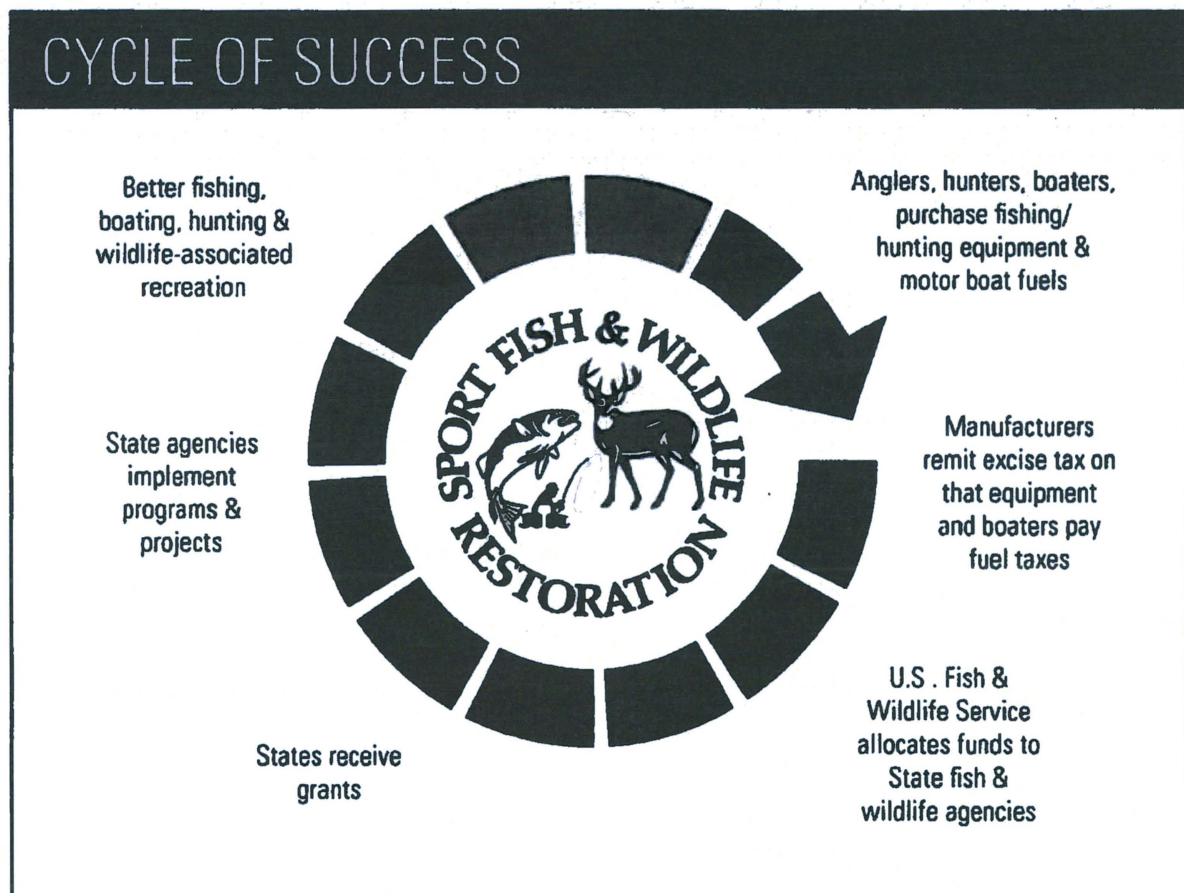 CYCLE OF SUCCESS
Better fishing,
boating, hunting &
wildlife-associated
recreation
Anglers, hunters, boaters,
purchase fishing/
hunting equipment &
motor boat fuels
SPORT FISH & WILDLIFE
RESTORATION
State agencies
implement
programs &
projects
Manufacturers
remit excise tax on
that equipment
and boaters pay
fuel taxes
U.S . Fish &
Wildlife Service
allocates funds to
State fish &
wildlife agencies
States receive
grants